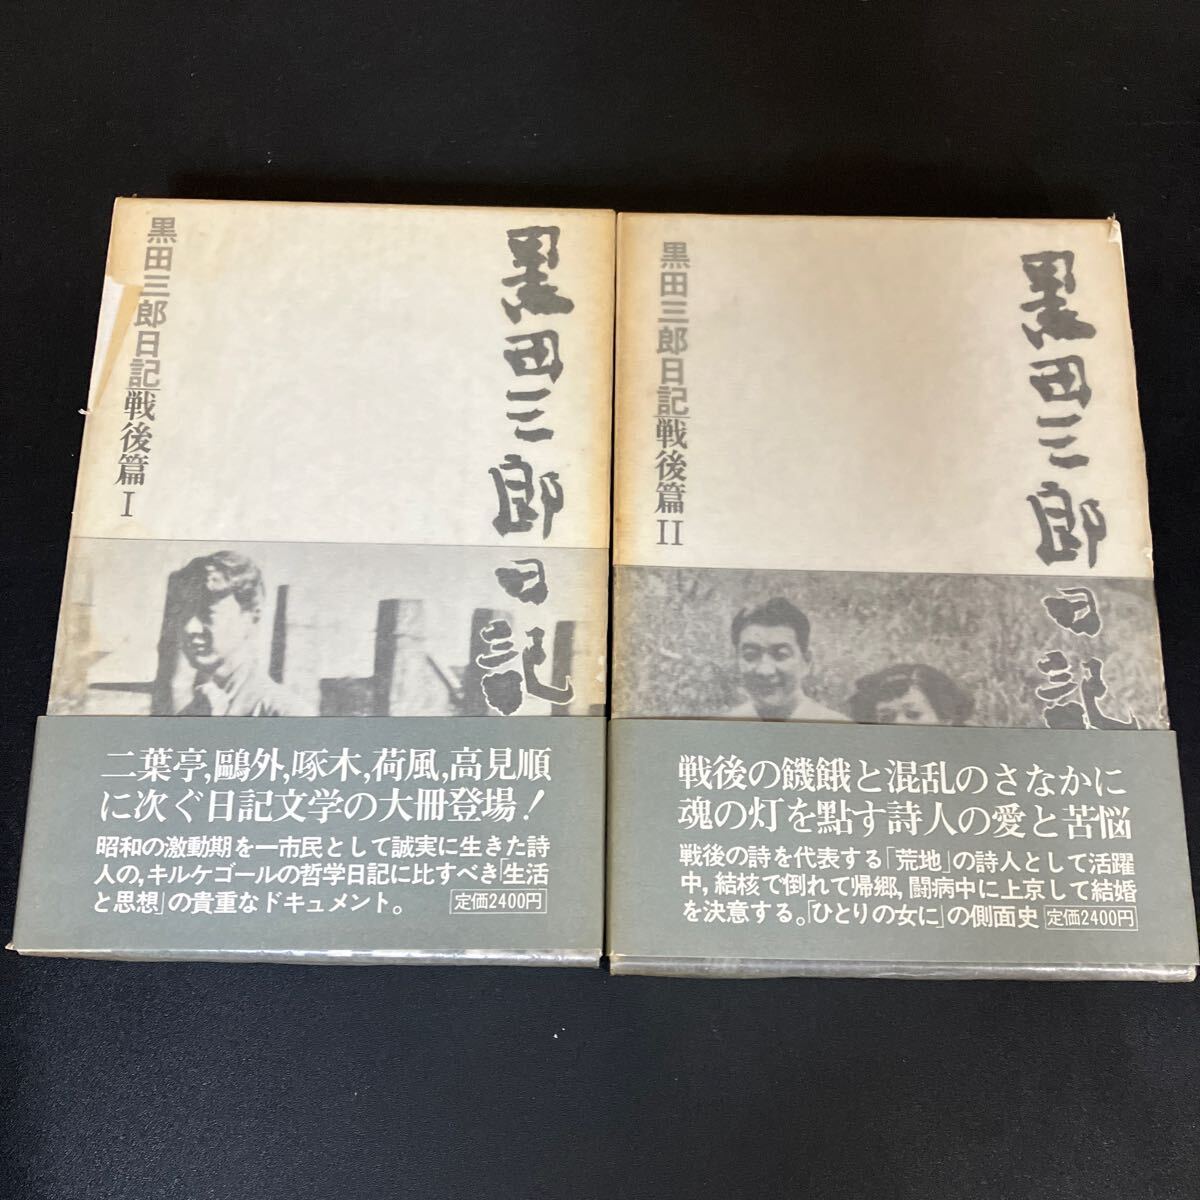 黒田三郎日記
黒田三郎日記戦後篇I
二葉亭,鷗外,啄木,荷風,高見順
に次ぐ日記文学の大冊登場!
昭和の激動期を一市民として誠実に生きた詩
人の,キルケゴールの哲学日記に比すべき「生活
と思想」の貴重なドキュメント。 定価2400円
黒田三郎日記
黒田三郎日記戦後篇II
戦後の饑餓と混乱のさなかに
魂の灯を點す詩人の愛と苦悩
戦後の詩を代表する「荒地」の詩人として活躍
中,結核で倒れて帰郷,闘病中に上京して結婚
を決意する。「ひとりの女に」の側面史 定価2400円